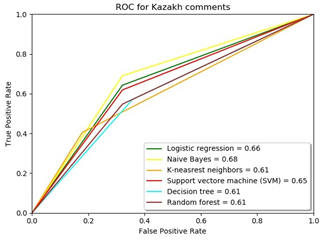 ROC for Kazakh comments
True Positive Rate
1.0
0.8
0.6
0.4
0.2
0.0
Logistic regression = 0.66
Naive Bayes = 0.68
K-nearest neighbors = 0.61
Support vectore machine (SVM) = 0.65
Decision tree = 0.61
Random forest = 0.61
0.0 0.2 0.4 0.6 0.8 1.0
False Positive Rate